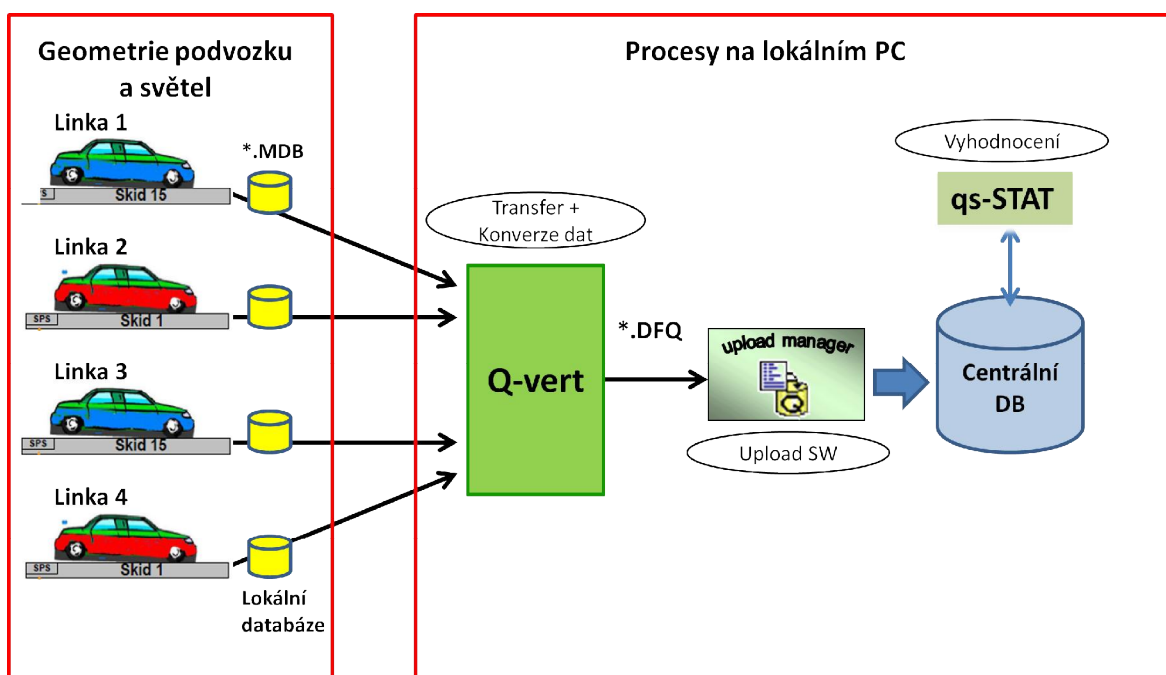 Geometrie podvozku
a světel
Linka 1
*.MDB
S
Skid 15
Linka 2
SPS
Skid 1
Linka 3
SPS
Skid 15
Linka 4
SPS
Skid 1
Lokální
databáze
Procesy na lokálním PC
Transfer +
Konverze dat
Q-vert
*.DFQ
upload manager
Q
Upload SW
Vyhodnocení
qs-STAT
Centrální
DB